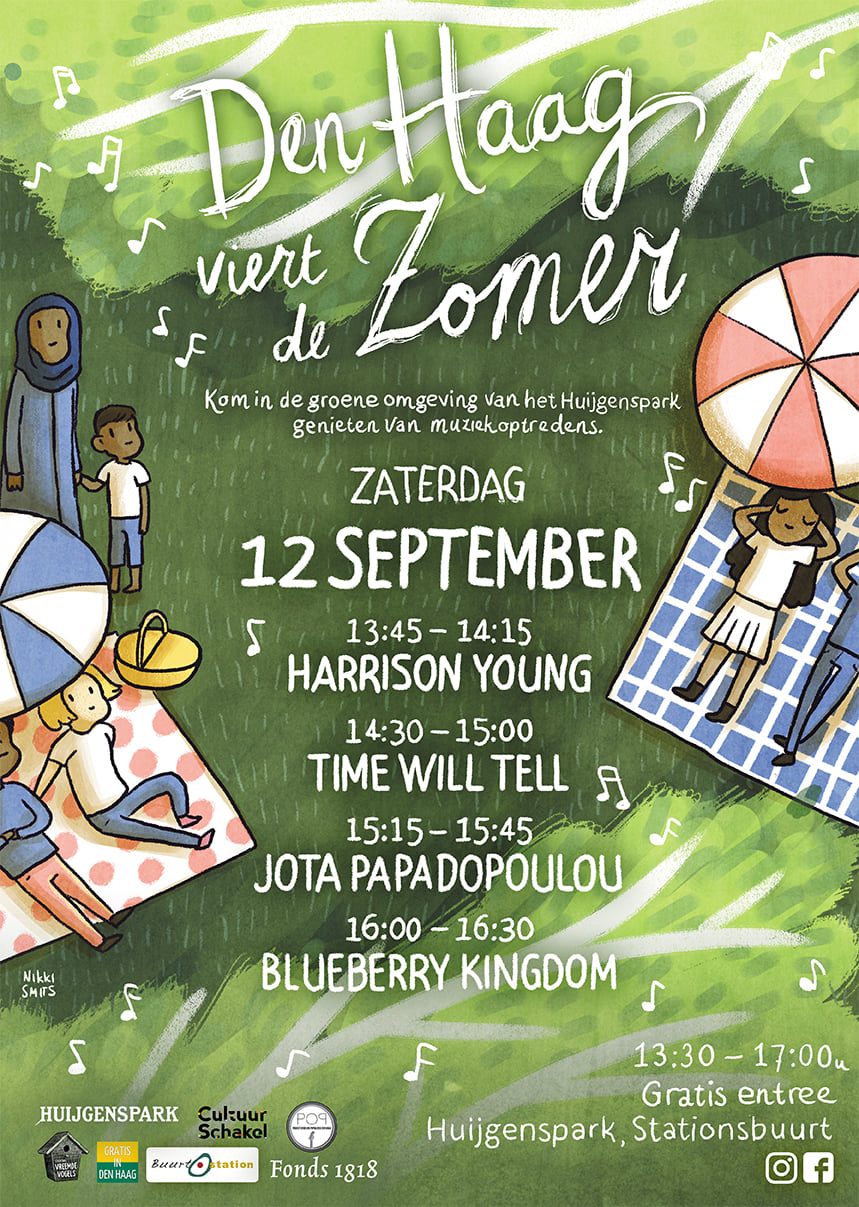 Den Haag
viert
de Zomer
Kom in de groene omgeving van het Huijgenspark
genieten van muziekoptredens.
ZATERDAG
12 SEPTEMBER
13:45 – 14:15
HARRISON YOUNG
14:30 – 15:00
TIME WILL TELL
15:15 – 15:45
JOTA PAPADOPOULOU
16:00 – 16:30
BLUEBERRY KINGDOM
NIKKI
SMITS
13:30 – 17:00u
Gratis entree
Huijgenspark, Stationsbuurt
HUIJGENSPARK
Cultuur
Schakel
POP
VREEMDE
VOGELS
GRATIS
IN
DEN HAAG
Buurt station
Fonds 1818